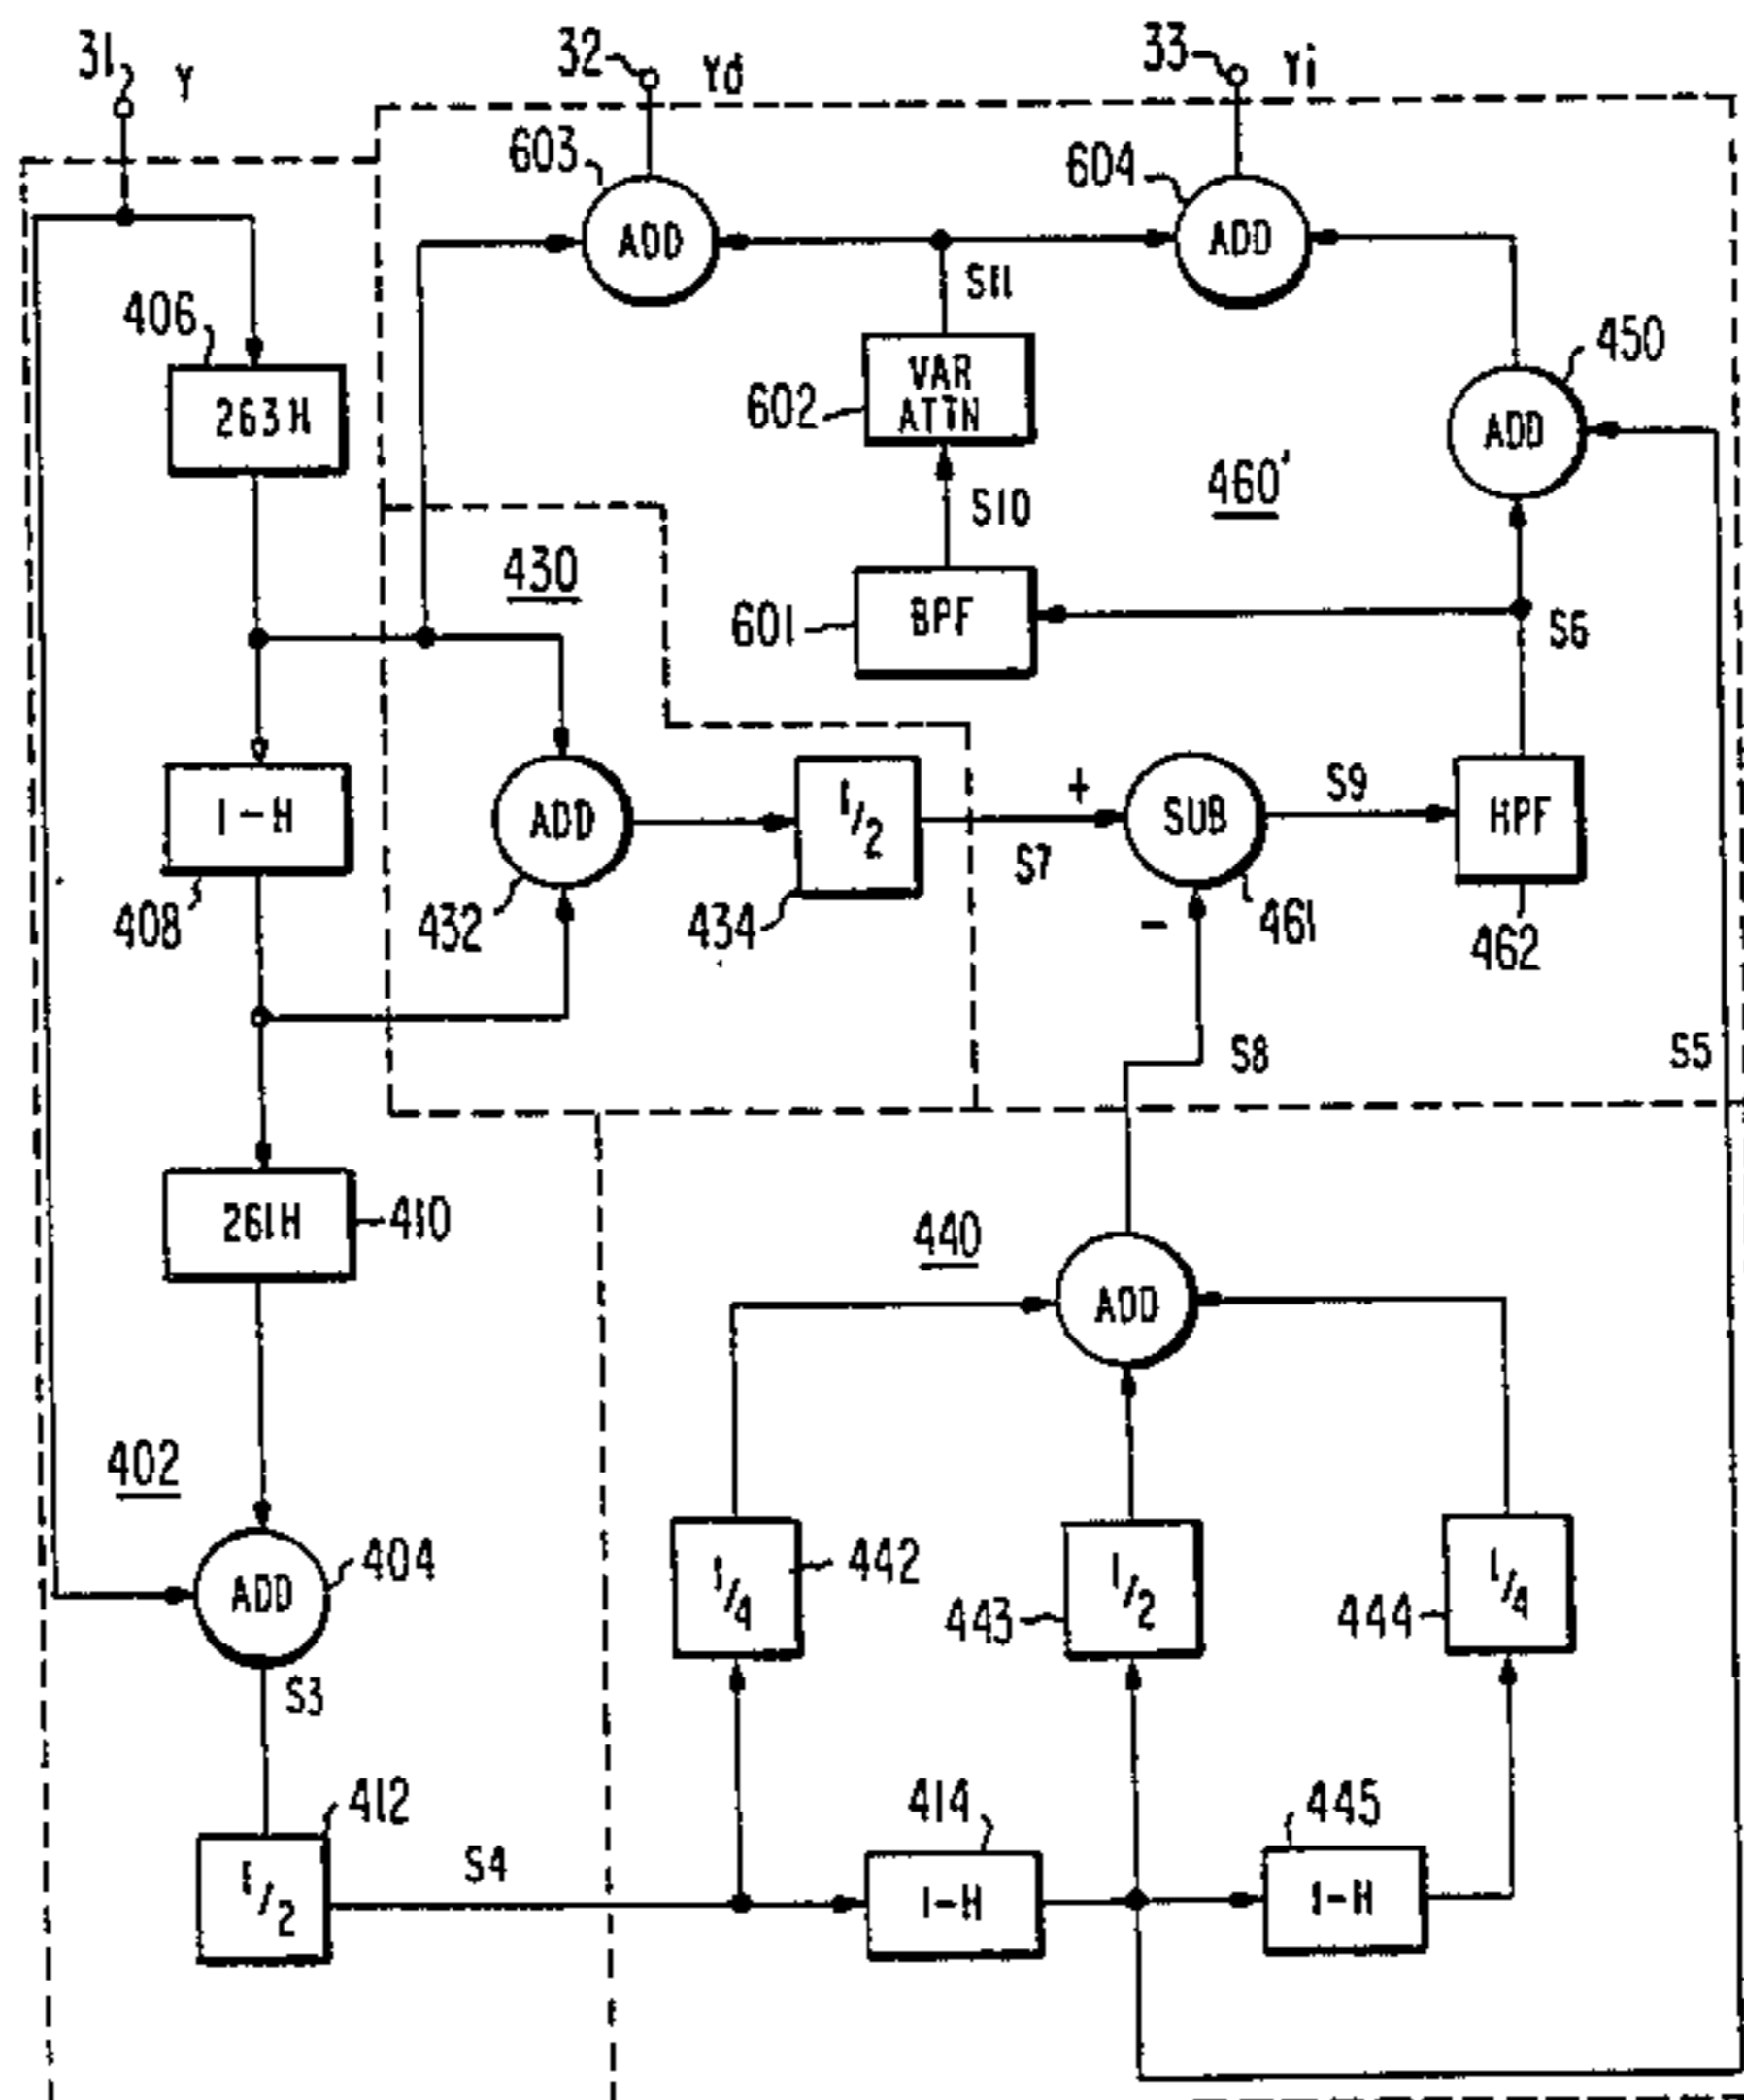 31 Y 32 Yd 33 Yi
603 604
ADD ADD
S11
406 450
263H VAR ATTN
602 ADD
460'
S10
430
601 BPF S6
1-H ADD 1/2 + SUB S9 HPF
S7
408 432 434 - 461 462
S8 S5
261H 410
440
ADD
402
ADD 404
1/4 442 1/2 1/4
443 444
S3
412 414 445
S4
1/2 1-H 1-H